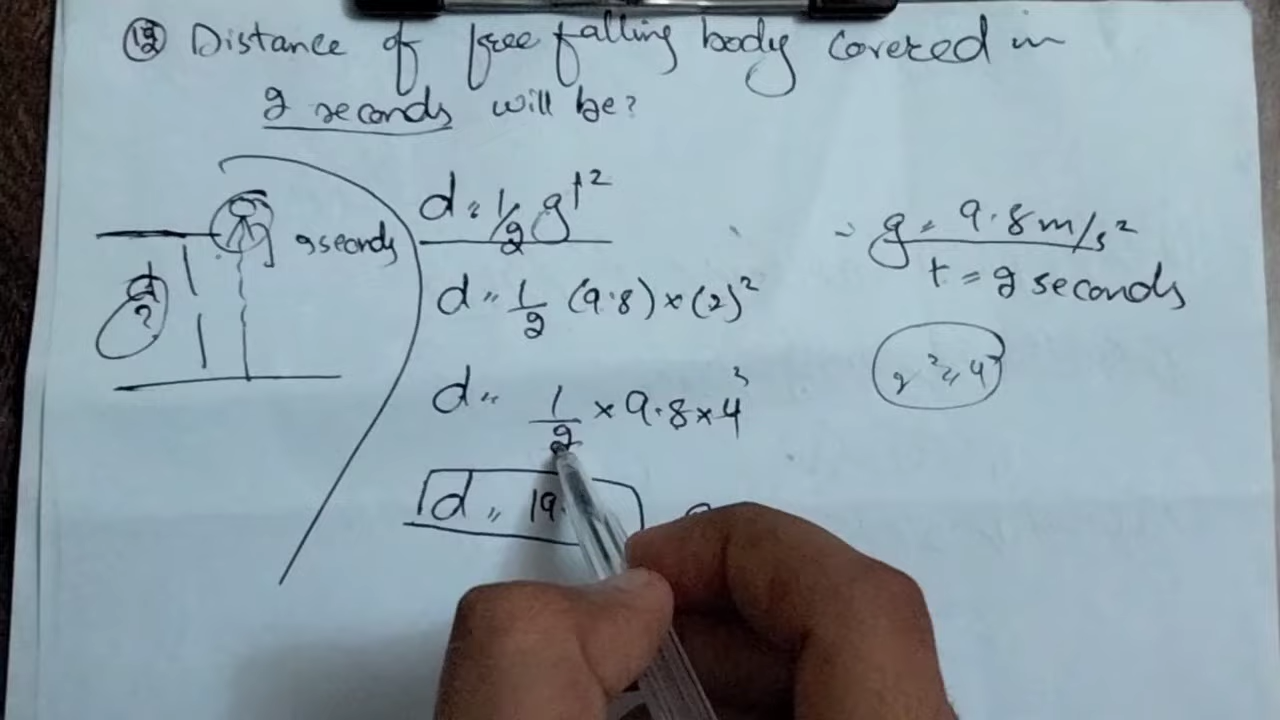 (12) Distance of free falling body covered in
2 seconds will be?
2 seconds
d?
d = 1/2 gt²
d = 1/2 (9.8) × (2)²
d = 1/2 × 9.8 × 4
d = 19.
g = 9.8 m/s²
t = 2 seconds
2² = 4